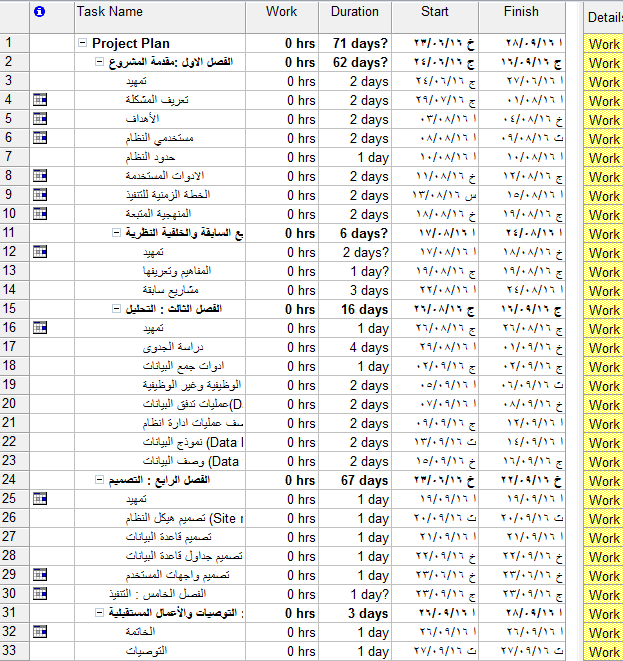 Task Name Work Duration Start Finish Details
1 Project Plan 0 hrs 71 days? خ ٢٣/٠٦/١٦ ا ٢٨/٠٩/١٦ Work
2 الفصل الاول :مقدمة المشروع 0 hrs 62 days? ج ٢٤/٠٦/١٦ ج ١٦/٠٩/١٦ Work
3 تمهيد 0 hrs 2 days ج ٢٤/٠٦/١٦ ا ٢٧/٠٦/١٦ Work
4 تعريف المشكلة 0 hrs 2 days ج ٢٩/٠٧/١٦ ا ٠١/٠٨/١٦ Work
5 الأهداف 0 hrs 2 days ا ٠٣/٠٨/١٦ خ ٠٤/٠٨/١٦ Work
6 مستخدمي النظام 0 hrs 2 days ا ٠٨/٠٨/١٦ ث ٠٩/٠٨/١٦ Work
7 حدود النظام 0 hrs 1 day ا ١٠/٠٨/١٦ ا ١٠/٠٨/١٦ Work
8 الادوات المستخدمة 0 hrs 2 days خ ١١/٠٨/١٦ ج ١٢/٠٨/١٦ Work
9 الخطة الزمنية للتنفيذ 0 hrs 2 days س ١٣/٠٨/١٦ ا ١٥/٠٨/١٦ Work
10 المنهجية المتبعة 0 hrs 2 days خ ١٨/٠٨/١٦ ج ١٩/٠٨/١٦ Work
11 ع السابقة والخلفية النظرية 0 hrs 6 days? ا ١٧/٠٨/١٦ ا ٢٤/٠٨/١٦ Work
12 تمهيد 0 hrs 2 days? ا ١٧/٠٨/١٦ خ ١٨/٠٨/١٦ Work
13 المفاهيم وتعريفها 0 hrs 1 day? ج ١٩/٠٨/١٦ ج ١٩/٠٨/١٦ Work
14 مشاريع سابقة 0 hrs 3 days ا ٢٢/٠٨/١٦ ا ٢٤/٠٨/١٦ Work
15 الفصل الثالث : التحليل 0 hrs 16 days ج ٢٦/٠٨/١٦ ج ١٦/٠٩/١٦ Work
16 تمهيد 0 hrs 1 day ج ٢٦/٠٨/١٦ ج ٢٦/٠٨/١٦ Work
17 دراسة الجدوى 0 hrs 4 days ا ٢٩/٠٨/١٦ خ ٠١/٠٩/١٦ Work
18 ادوات جمع البيانات 0 hrs 1 day ج ٠٢/٠٩/١٦ ج ٠٢/٠٩/١٦ Work
19 الوظيفية وغير الوظيفية 0 hrs 2 days ا ٠٥/٠٩/١٦ ث ٠٦/٠٩/١٦ Work
20 عمليات تدفق البيانات(Da 0 hrs 2 days ا ٠٧/٠٩/١٦ خ ٠٨/٠٩/١٦ Work
21 صف عمليات ادارة انظام 0 hrs 2 days ج ٠٩/٠٩/١٦ ا ١٢/٠٩/١٦ Work
22 نموذج البيانات (Data 0 hrs 2 days ث ١٣/٠٩/١٦ ا ١٤/٠٩/١٦ Work
23 وصف البيانات (Data 0 hrs 2 days خ ١٥/٠٩/١٦ ج ١٦/٠٩/١٦ Work
24 الفصل الرابع : التصميم 0 hrs 67 days خ ٢٣/٠٦/١٦ خ ٢٢/٠٩/١٦ Work
25 تمهيد 0 hrs 1 day ا ١٩/٠٩/١٦ ا ١٩/٠٩/١٦ Work
26 تصميم هيكل النظام (Site 0 hrs 1 day ث ٢٠/٠٩/١٦ ث ٢٠/٠٩/١٦ Work
27 تصميم قاعدة البيانات 0 hrs 1 day ا ٢١/٠٩/١٦ ا ٢١/٠٩/١٦ Work
28 تصميم جداول قاعدة البيانات 0 hrs 1 day خ ٢٢/٠٩/١٦ خ ٢٢/٠٩/١٦ Work
29 تصميم واجهات المستخدم 0 hrs 1 day خ ٢٣/٠٦/١٦ خ ٢٣/٠٦/١٦ Work
30 الفصل الخامس : التنفيذ 0 hrs 1 day? ج ٢٣/٠٩/١٦ ج ٢٣/٠٩/١٦ Work
31 : التوصيات والأعمال المستقبلية 0 hrs 3 days ا ٢٦/٠٩/١٦ ا ٢٨/٠٩/١٦ Work
32 الخاتمة 0 hrs 1 day ا ٢٦/٠٩/١٦ ا ٢٦/٠٩/١٦ Work
33 التوصيات 0 hrs 1 day ث ٢٧/٠٩/١٦ ث ٢٧/٠٩/١٦ Work